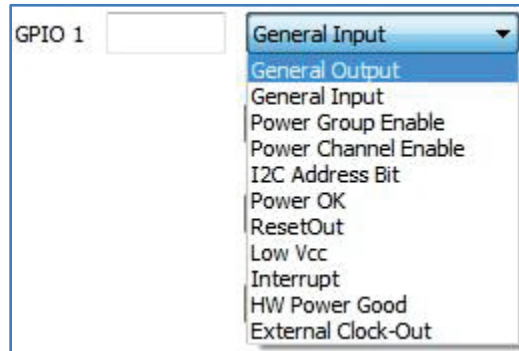 GPIO 1 General Input
General Output
General Input
Power Group Enable
Power Channel Enable
I2C Address Bit
Power OK
ResetOut
Low Vcc
Interrupt
HW Power Good
External Clock-Out